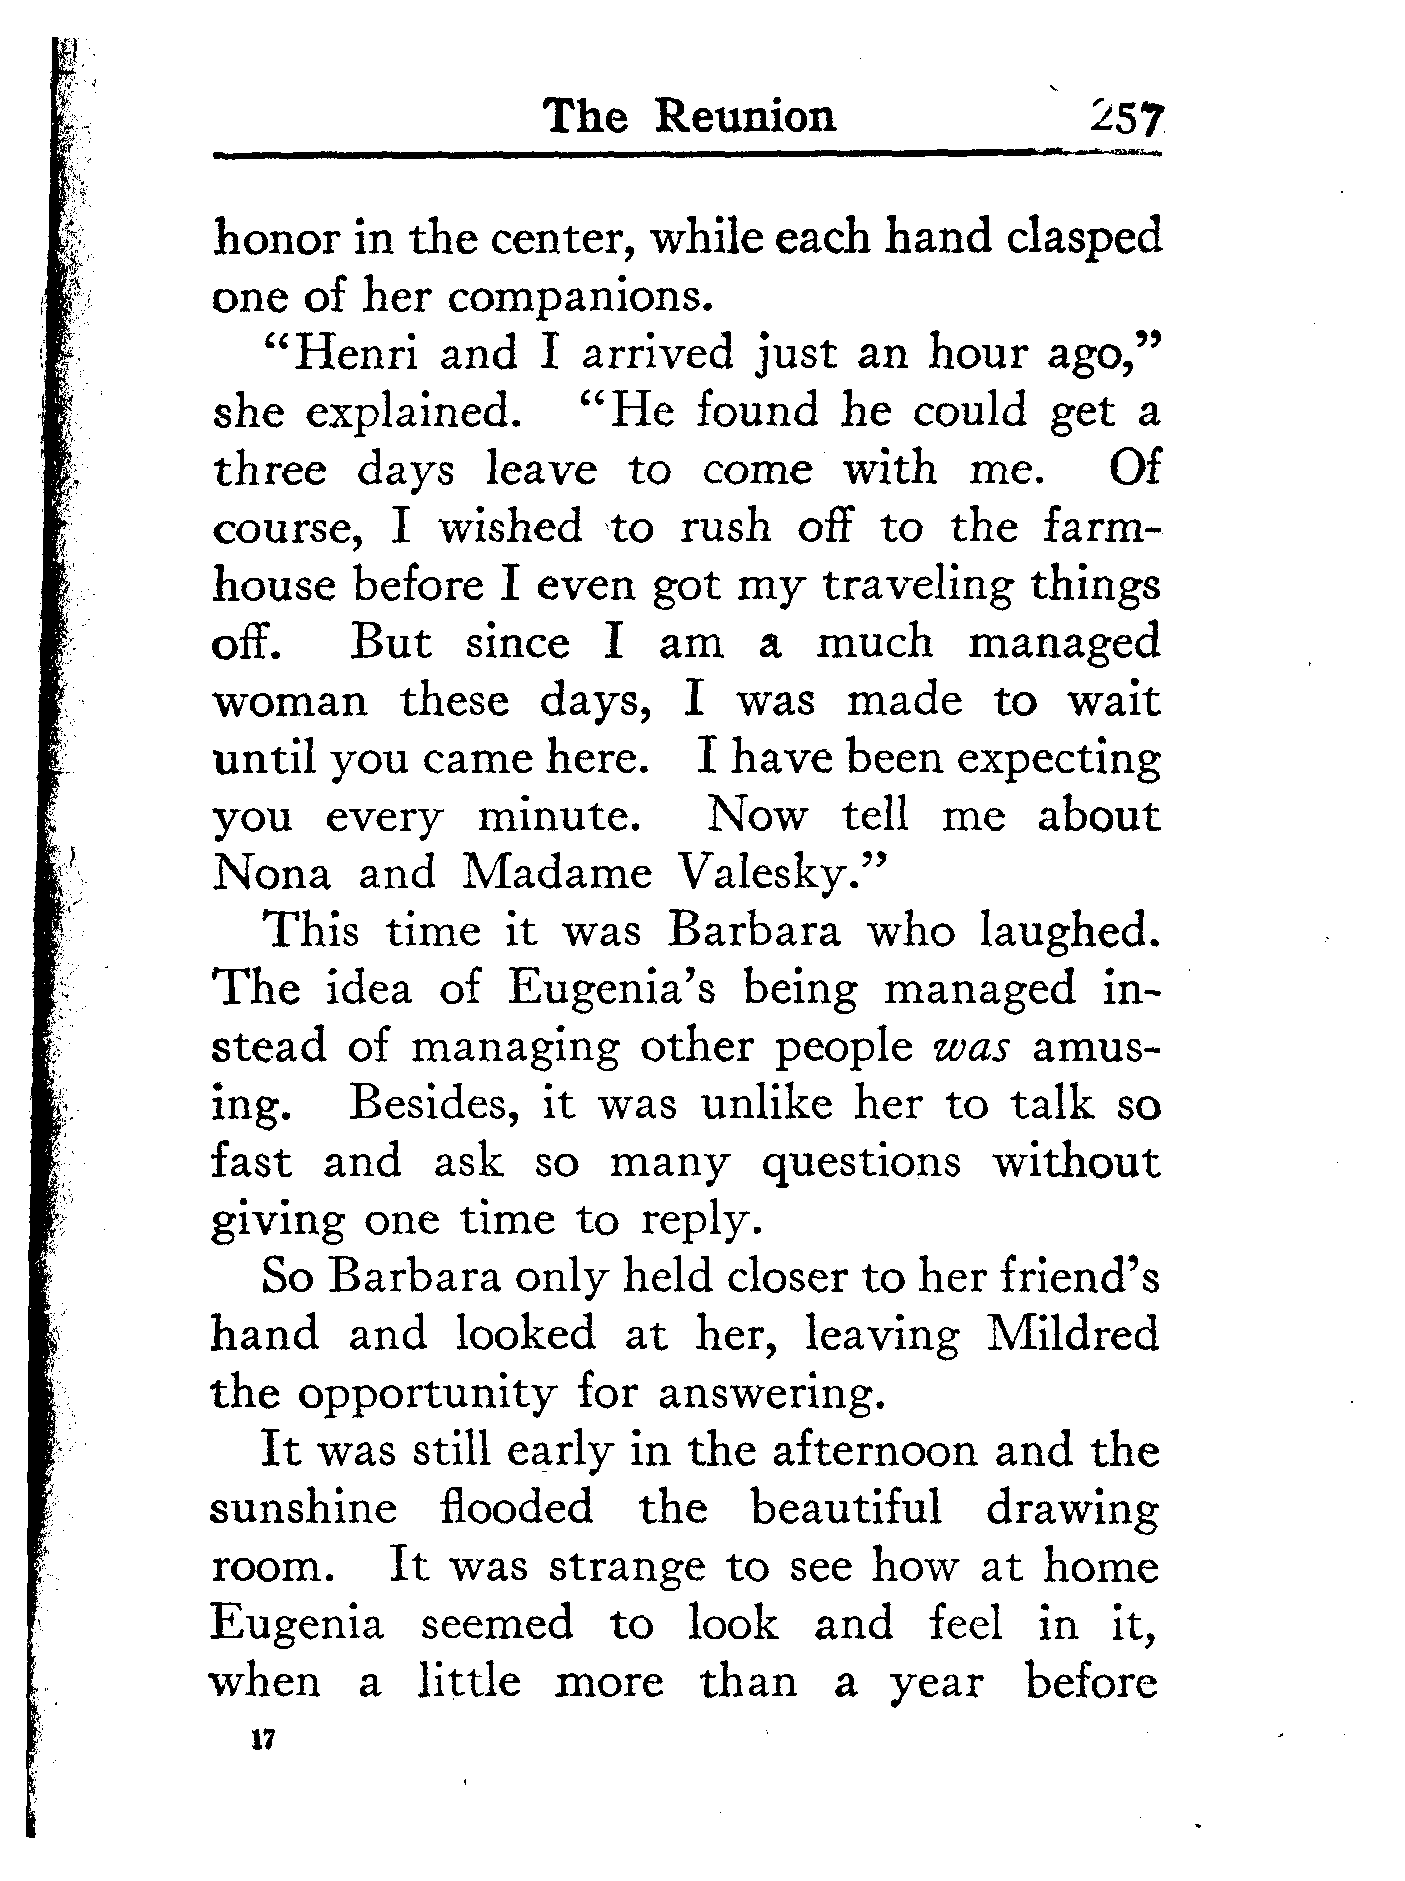 The Reunion 257
honor in the center, while each hand clasped
one of her companions.
“Henri and I arrived just an hour ago,”
she explained. “He found he could get a
three days leave to come with me. Of
course, I wished to rush off to the farm-
house before I even got my traveling things
off. But since I am a much managed
woman these days, I was made to wait
until you came here. I have been expecting
you every minute. Now tell me about
Nona and Madame Valesky.”
This time it was Barbara who laughed.
The idea of Eugenia’s being managed in-
stead of managing other people was amus-
ing. Besides, it was unlike her to talk so
fast and ask so many questions without
giving one time to reply.
So Barbara only held closer to her friend’s
hand and looked at her, leaving Mildred
the opportunity for answering.
It was still early in the afternoon and the
sunshine flooded the beautiful drawing
room. It was strange to see how at home
Eugenia seemed to look and feel in it,
when a little more than a year before
17